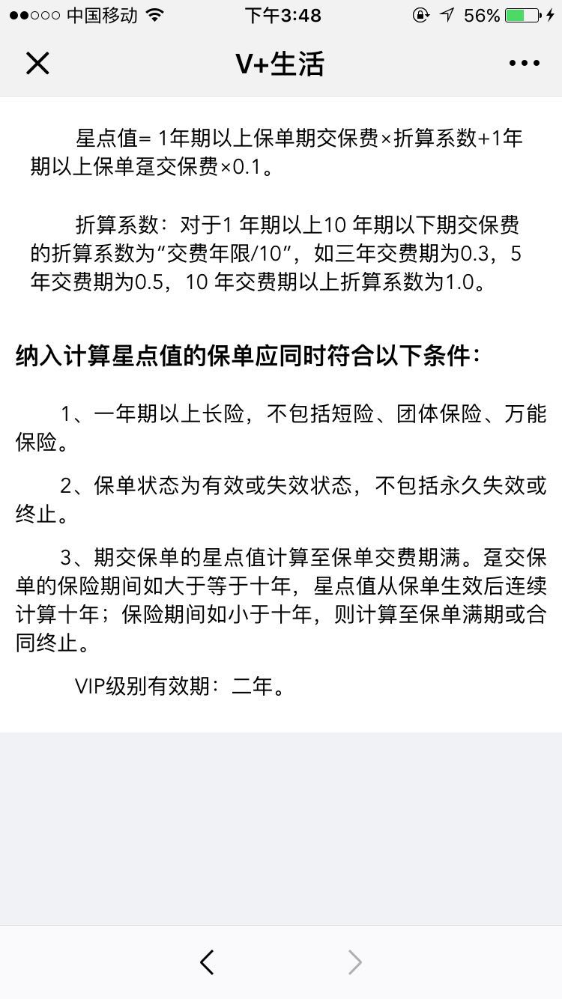 中国移动 下午3:48 56%
V+生活
星点值= 1年期以上保单期交保费×折算系数+1年
期以上保单趸交保费×0.1。
折算系数：对于1 年期以上10 年期以下期交保费
的折算系数为“交费年限/10”，如三年交费期为0.3，5
年交费期为0.5，10 年交费期以上折算系数为1.0。
纳入计算星点值的保单应同时符合以下条件：
1、一年期以上长险，不包括短险、团体保险、万能
保险。
2、保单状态为有效或失效状态，不包括永久失效或
终止。
3、期交保单的星点值计算至保单交费期满。趸交保
单的保险期间如大于等于十年，星点值从保单生效后连续
计算十年；保险期间如小于十年，则计算至保单满期或合
同终止。
VIP级别有效期：二年。